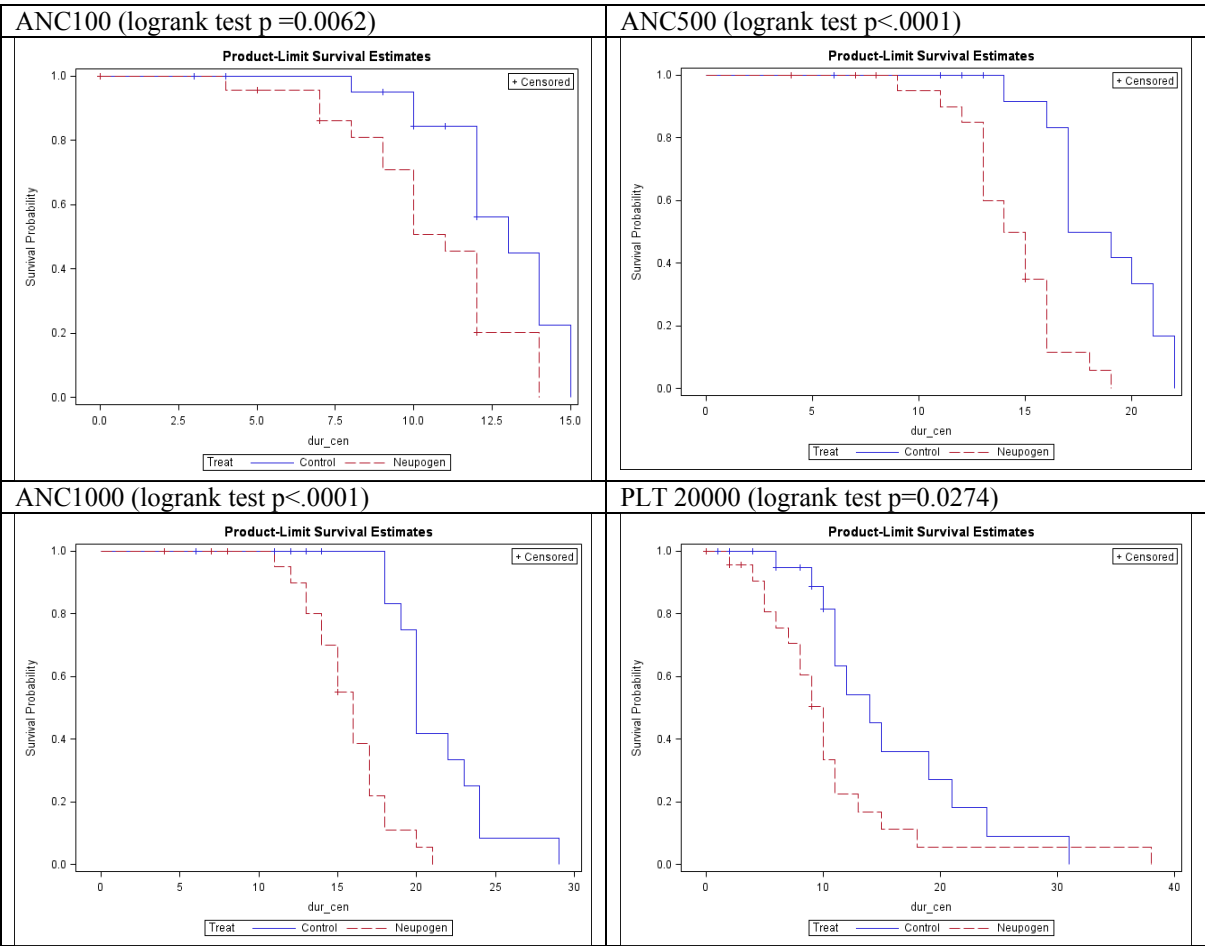 ANC100 (logrank test p =0.0062)
Product-Limit Survival Estimates
+ Censored
Survival Probability
1.0
0.8
0.6
0.4
0.2
0.0
0.0 2.5 5.0 7.5 10.0 12.5 15.0
dur_cen
Treat Control Neupogen
ANC500 (logrank test p<.0001)
Product-Limit Survival Estimates
+ Censored
Survival Probability
1.0
0.8
0.6
0.4
0.2
0.0
0 5 10 15 20
dur_cen
Treat Control Neupogen
ANC1000 (logrank test p<.0001)
Product-Limit Survival Estimates
+ Censored
Survival Probability
1.0
0.8
0.6
0.4
0.2
0.0
0 5 10 15 20 25 30
dur_cen
Treat Control Neupogen
PLT 20000 (logrank test p=0.0274)
Product-Limit Survival Estimates
+ Censored
Survival Probability
1.0
0.8
0.6
0.4
0.2
0.0
0 10 20 30 40
dur_cen
Treat Control Neupogen